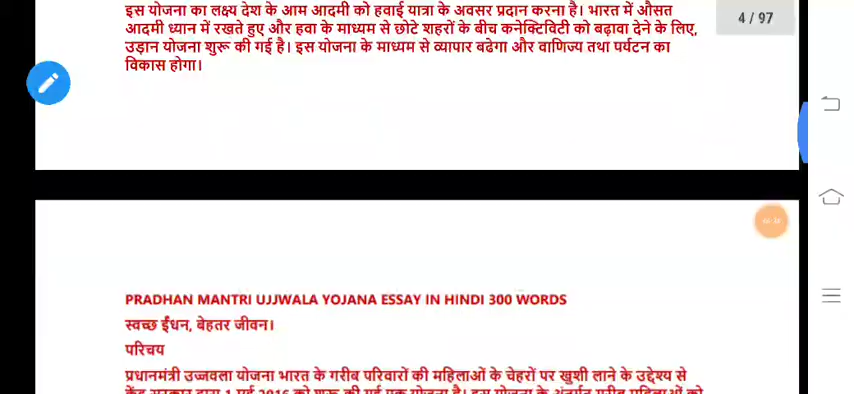 इस योजना का लक्ष्य देश के आम आदमी को हवाई यात्रा के अवसर प्रदान करना है। भारत में औसत
आदमी ध्यान में रखते हुए और हवा के माध्यम से छोटे शहरों के बीच कनेक्टिविटी को बढ़ावा देने के लिए,
उड़ान योजना शुरू की गई है। इस योजना के माध्यम से व्यापार बढेगा और वाणिज्य तथा पर्यटन का
विकास होगा।
4 / 97
PRADHAN MANTRI UJJWALA YOJANA ESSAY IN HINDI 300 WORDS
स्वच्छ ईंधन, बेहतर जीवन।
परिचय
प्रधानमंत्री उज्जवला योजना भारत के गरीब परिवारों की महिलाओं के चेहरों पर खुशी लाने के उद्देश्य से